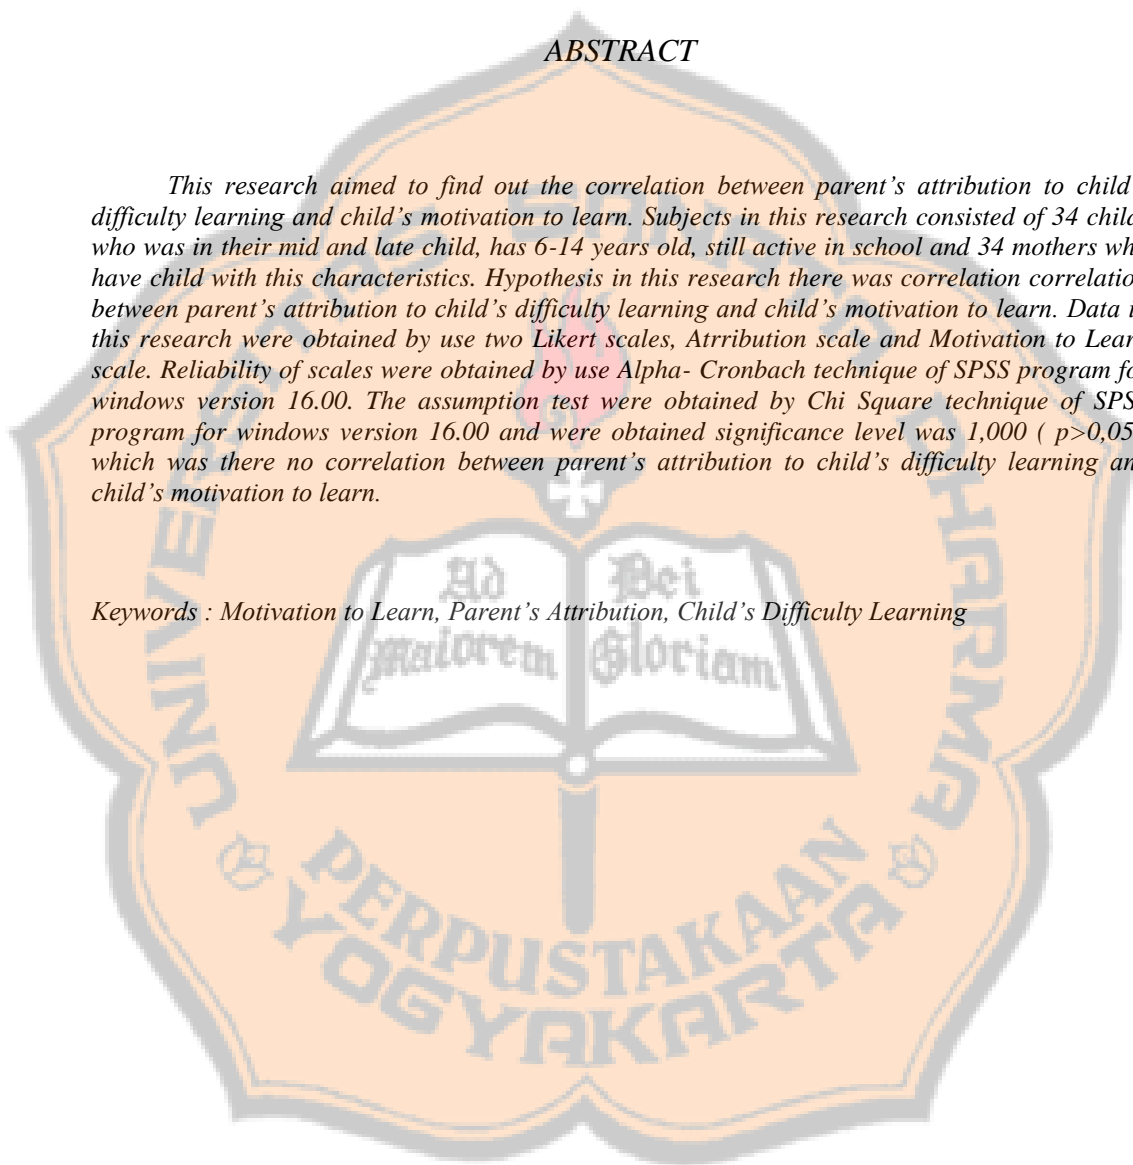 ABSTRACT
This research aimed to find out the correlation between parent's attribution to child'
difficulty learning and child's motivation to learn. Subjects in this research consisted of 34 child
who was in their mid and late child, has 6-14 years old, still active in school and 34 mothers wh
have child with this characteristics. Hypothesis in this research there was correlation correlatio
between parent's attribution to child's difficulty learning and child's motivation to learn. Data i
this research were obtained by use two Likert scales, Atrribution scale and Motivation to Lear
scale. Reliability of scales were obtained by use Alpha- Cronbach technique of SPSS program fo
windows version 16.00. The assumption test were obtained by Chi Square technique of SPS
program for windows version 16.00 and were obtained significance level was 1,000 ( p>0,05
which was there no correlation between parent's attribution to child's difficulty learning an
child's motivation to learn.
Keywords : Motivation to Learn, Parent's Attribution, Child's Difficulty Learning
UNIVERSITAS SANATA DHARMA
Ad Dei
Maiorem Gloriam
PERPUSTAKAAN
YOGYAKARTA